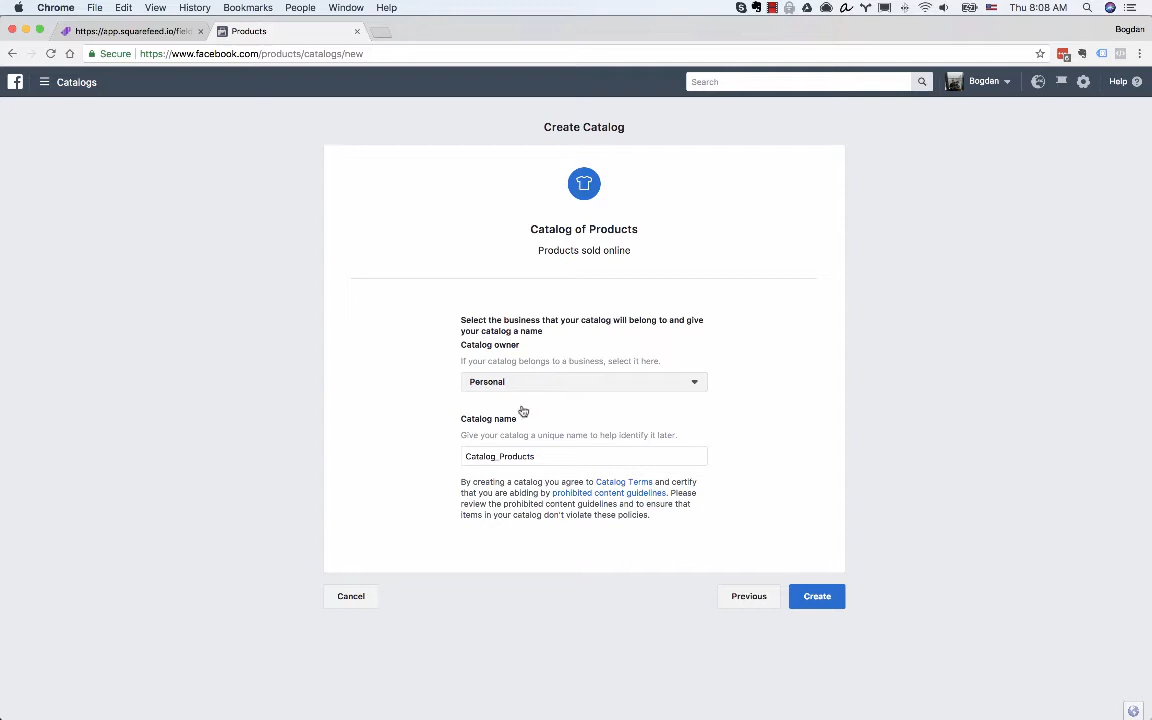 Chrome File Edit View History Bookmarks People Window Help
Thu 8:08 AM
https://app.squarefeed.io/field
Products
Bogdan
Secure https://www.facebook.com/products/catalogs/new
Catalogs
Search
Bogdan
Help
Create Catalog
Catalog of Products
Products sold online
Select the business that your catalog will belong to and give
your catalog a name
Catalog owner
If your catalog belongs to a business, select it here.
Personal
Catalog name
Give your catalog a unique name to help identify it later.
Catalog_Products
By creating a catalog you agree to Catalog Terms and certify
that you are abiding by prohibited content guidelines. Please
review the prohibited content guidelines and to ensure that
items in your catalog don't violate these policies.
Cancel
Previous
Create